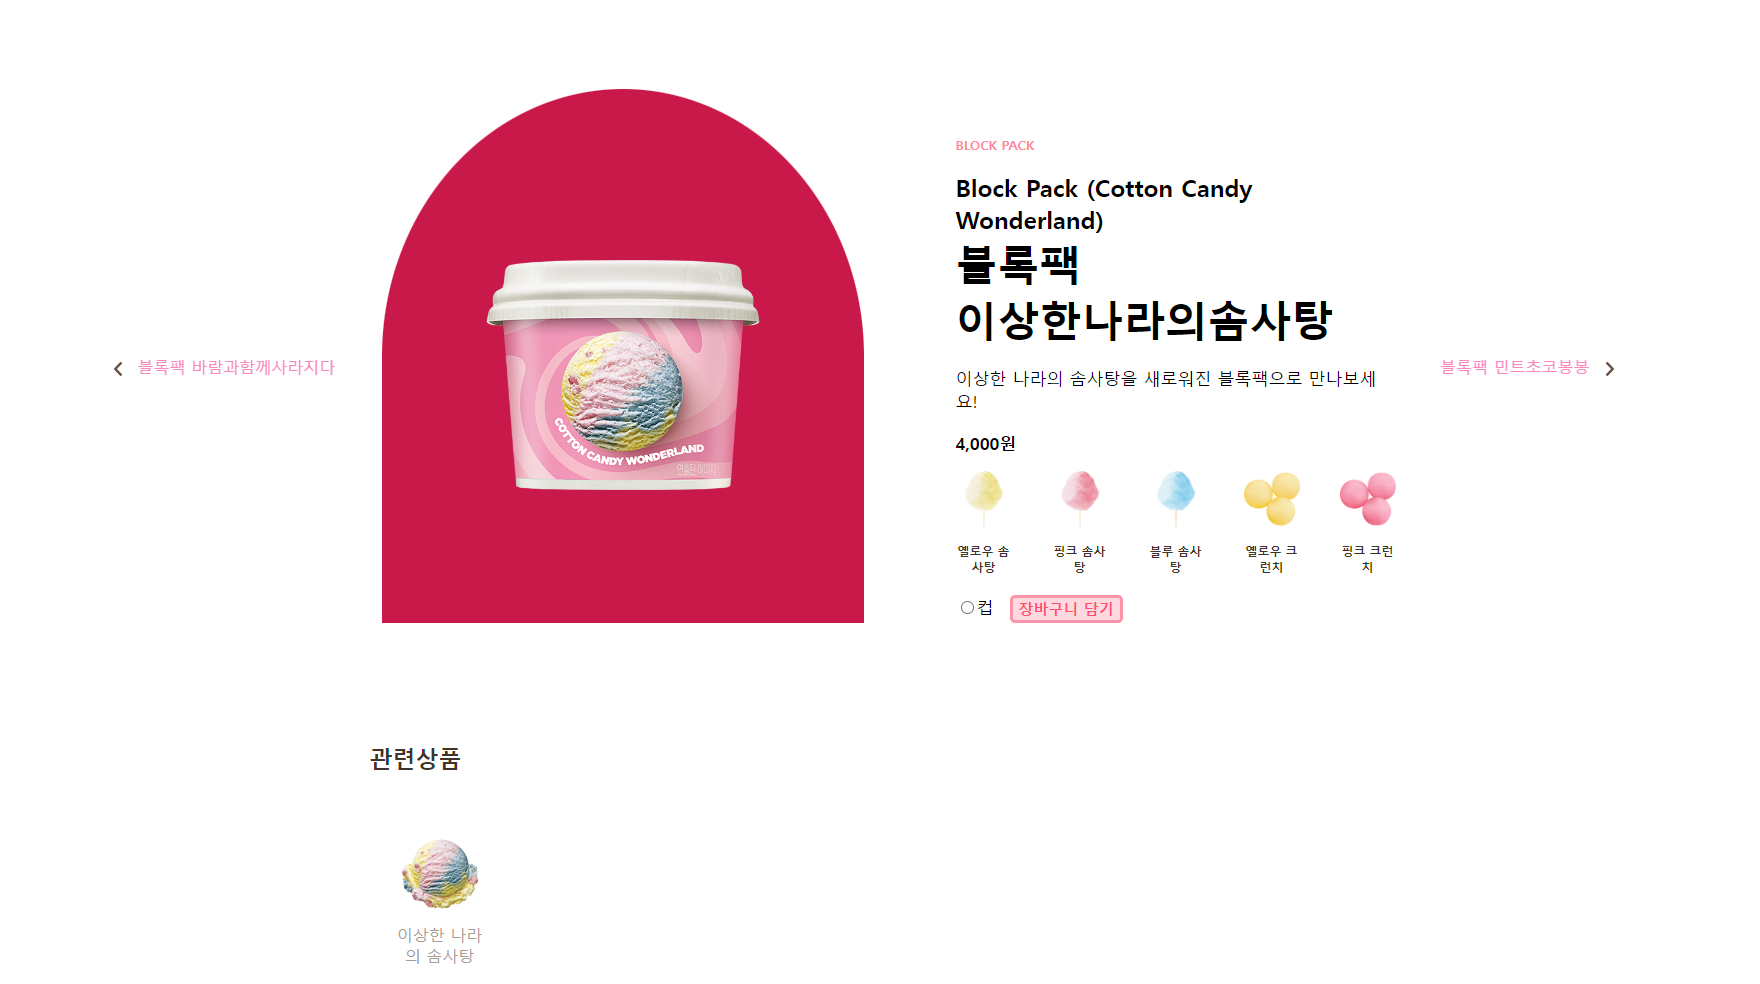 BLOCK PACK
Block Pack (Cotton Candy
Wonderland)
블록팩
이상한나라의솜사탕
블록팩 바람과함께사라지다
블록팩 민트초코봉봉
이상한 나라의 솜사탕을 새로워진 블록팩으로 만나보세
요!
4,000원
COTTON CANDY WONDERLAND
연출된 이미지
옐로우 솜
사탕
핑크 솜사
탕
블루 솜사
탕
옐로우 크
런치
핑크 크런
치
컵
장바구니 담기
관련상품
이상한 나라
의 솜사탕